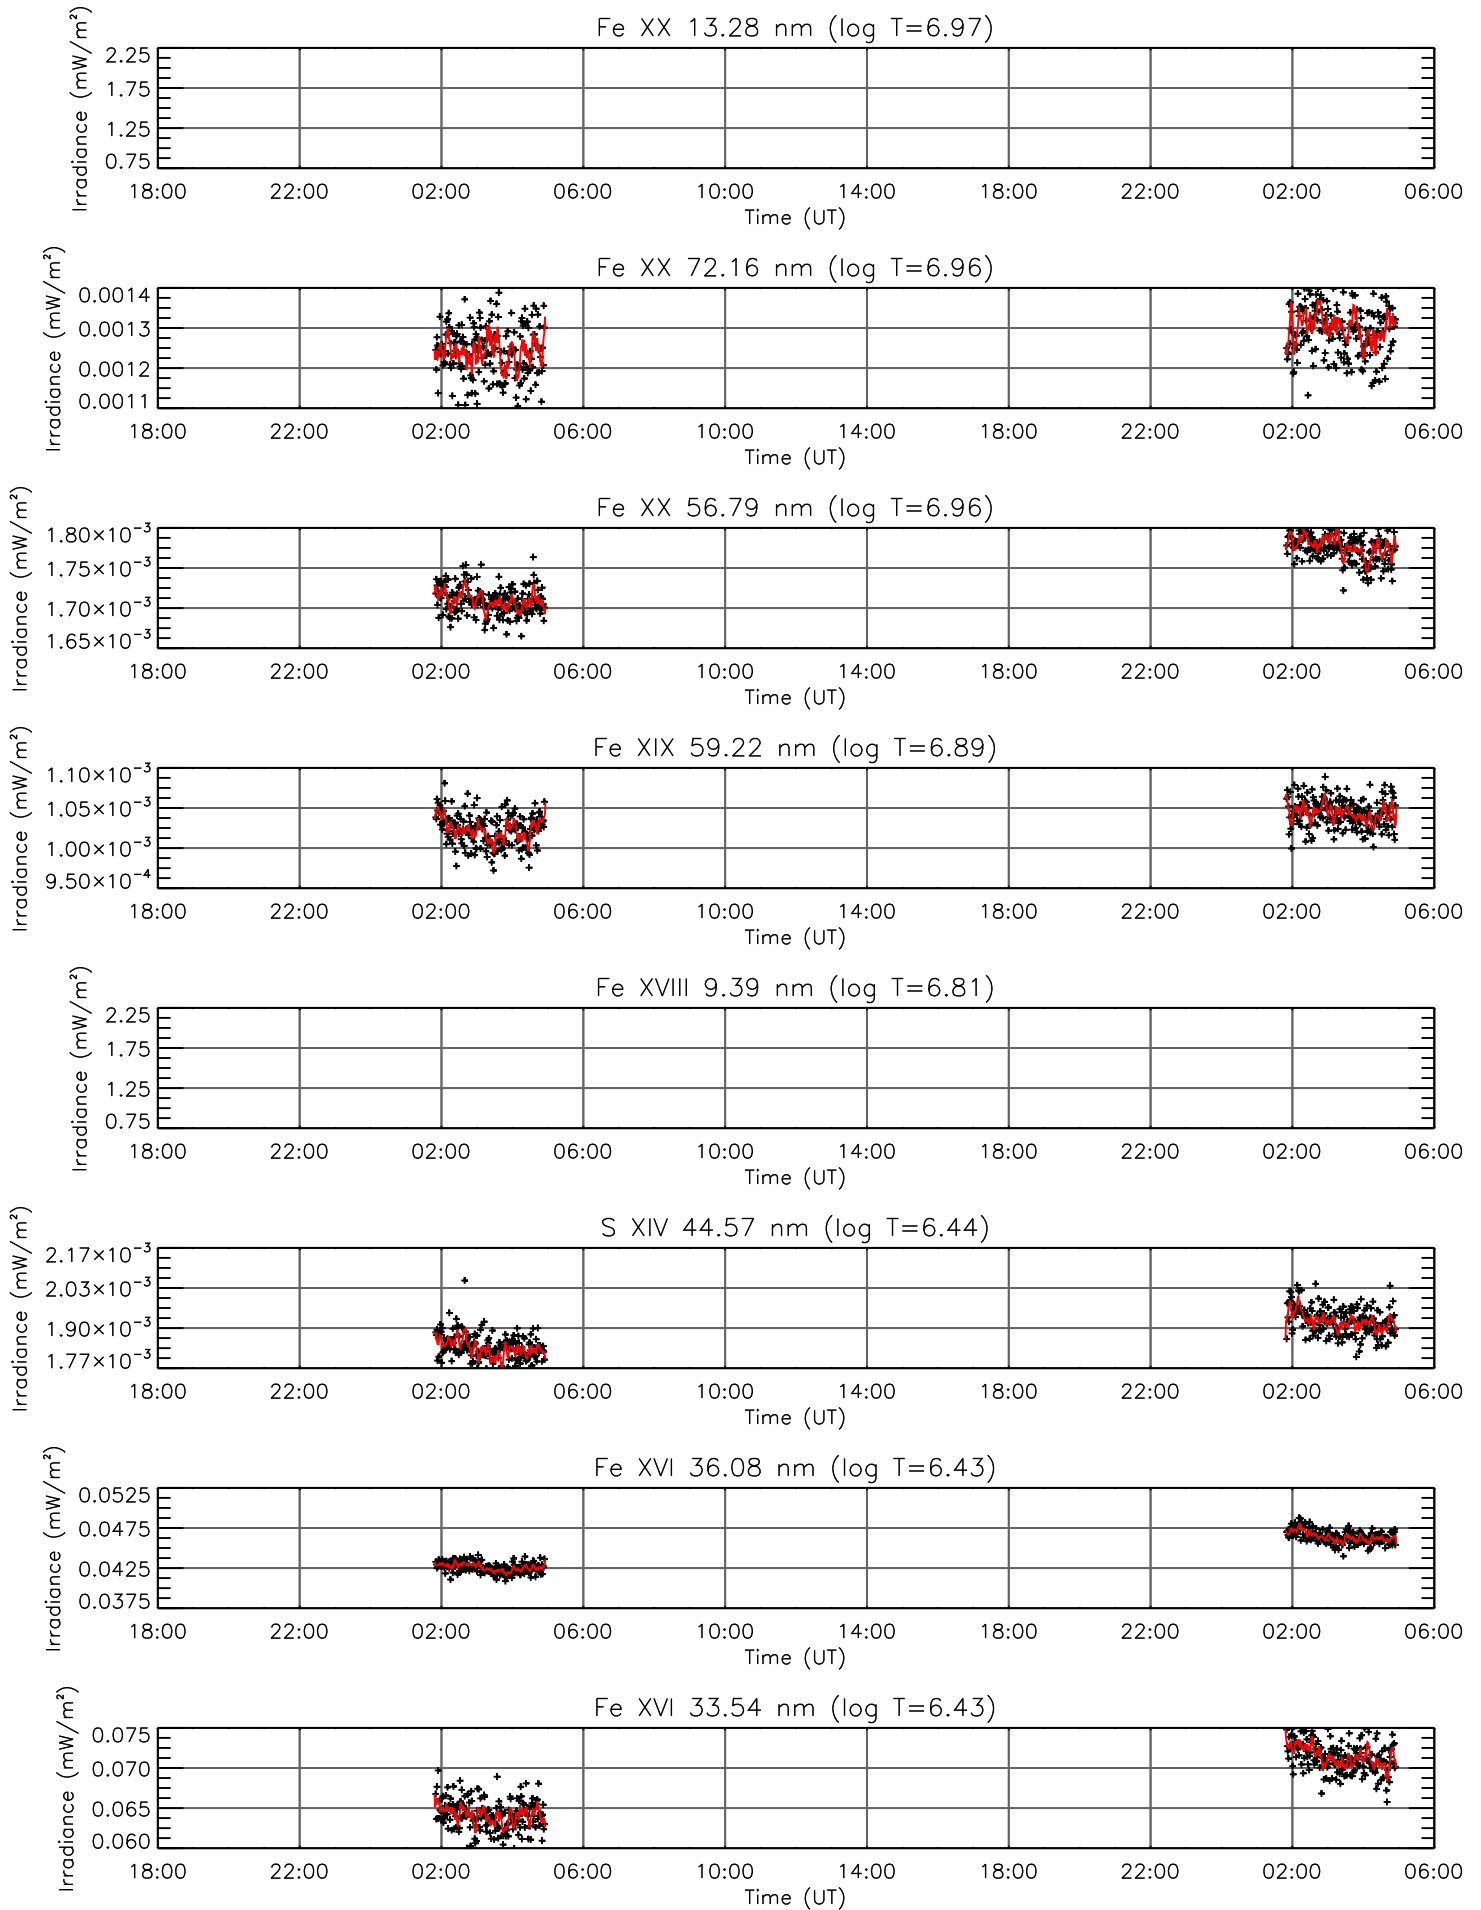 Fe XX 13.28 nm (log T=6.97)
Irradiance (mW/m²)
2.25
1.75
1.25
0.75
18:00 22:00 02:00 06:00 10:00 14:00 18:00 22:00 02:00 06:00
Time (UT)
Fe XX 72.16 nm (log T=6.96)
Irradiance (mW/m²)
0.0014
0.0013
0.0012
0.0011
18:00 22:00 02:00 06:00 10:00 14:00 18:00 22:00 02:00 06:00
Time (UT)
Fe XX 56.79 nm (log T=6.96)
Irradiance (mW/m²)
1.80×10⁻³
1.75×10⁻³
1.70×10⁻³
1.65×10⁻³
18:00 22:00 02:00 06:00 10:00 14:00 18:00 22:00 02:00 06:00
Time (UT)
Fe XIX 59.22 nm (log T=6.89)
Irradiance (mW/m²)
1.10×10⁻³
1.05×10⁻³
1.00×10⁻³
9.50×10⁻⁴
18:00 22:00 02:00 06:00 10:00 14:00 18:00 22:00 02:00 06:00
Time (UT)
Fe XVIII 9.39 nm (log T=6.81)
Irradiance (mW/m²)
2.25
1.75
1.25
0.75
18:00 22:00 02:00 06:00 10:00 14:00 18:00 22:00 02:00 06:00
Time (UT)
S XIV 44.57 nm (log T=6.44)
Irradiance (mW/m²)
2.17×10⁻³
2.03×10⁻³
1.90×10⁻³
1.77×10⁻³
18:00 22:00 02:00 06:00 10:00 14:00 18:00 22:00 02:00 06:00
Time (UT)
Fe XVI 36.08 nm (log T=6.43)
Irradiance (mW/m²)
0.0525
0.0475
0.0425
0.0375
18:00 22:00 02:00 06:00 10:00 14:00 18:00 22:00 02:00 06:00
Time (UT)
Fe XVI 33.54 nm (log T=6.43)
Irradiance (mW/m²)
0.075
0.070
0.065
0.060
18:00 22:00 02:00 06:00 10:00 14:00 18:00 22:00 02:00 06:00
Time (UT)